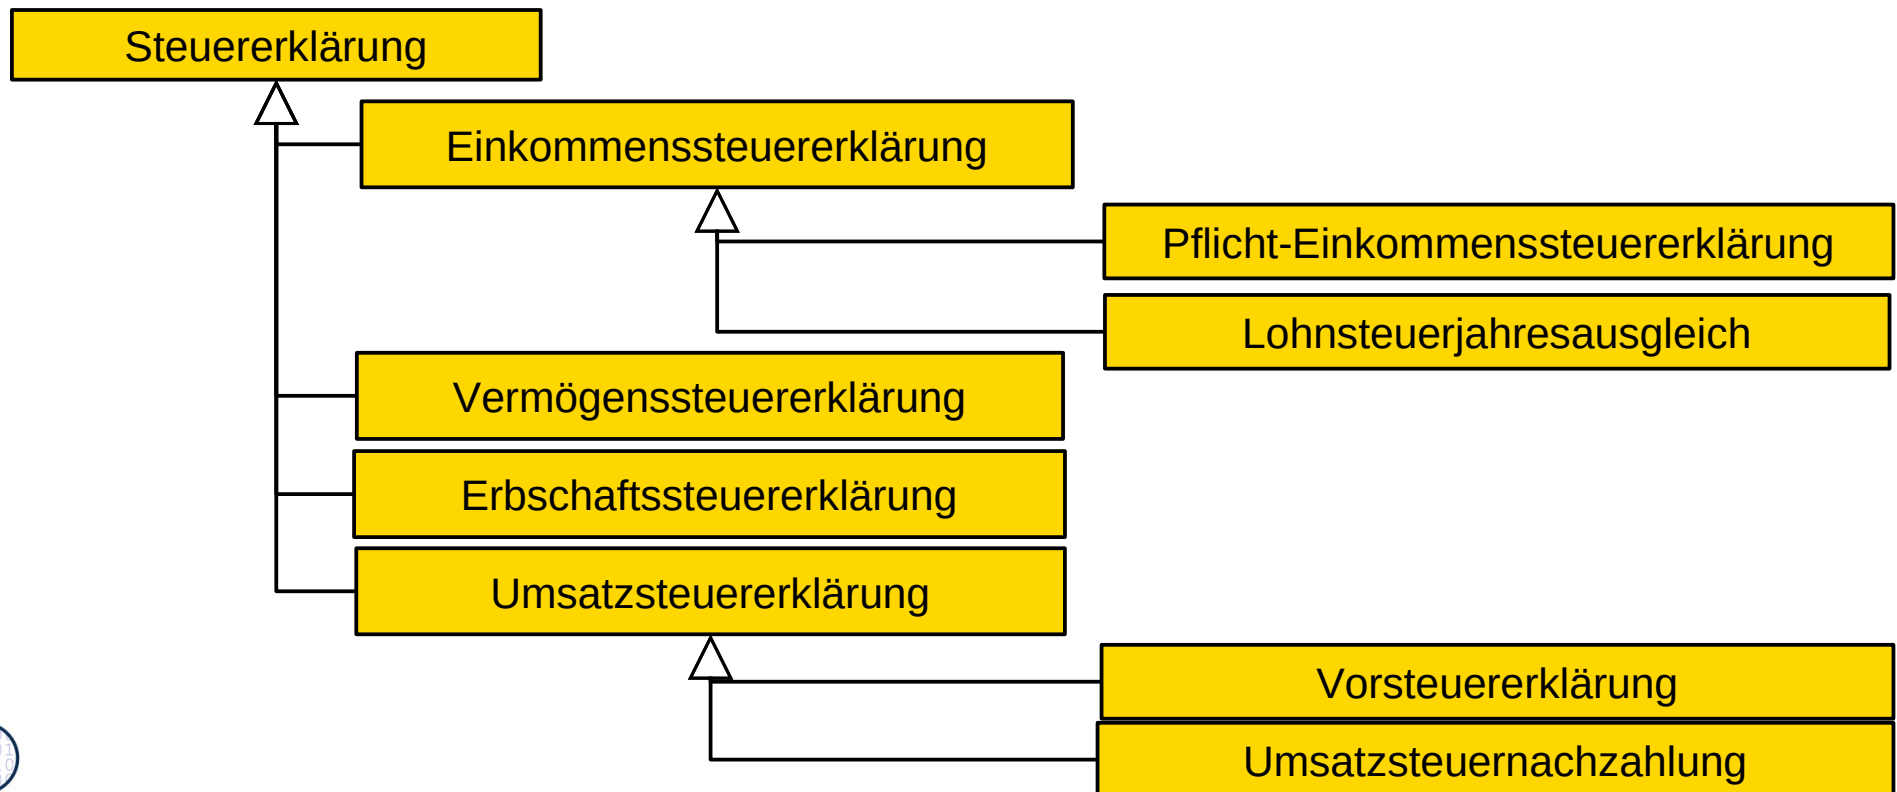 Steuererklärung
Einkommenssteuererklärung
Pflicht-Einkommenssteuererklärung
Lohnsteuerjahresausgleich
Vermögenssteuererklärung
Erbschaftssteuererklärung
Umsatzsteuererklärung
Vorsteuererklärung
Umsatzsteuernachzahlung